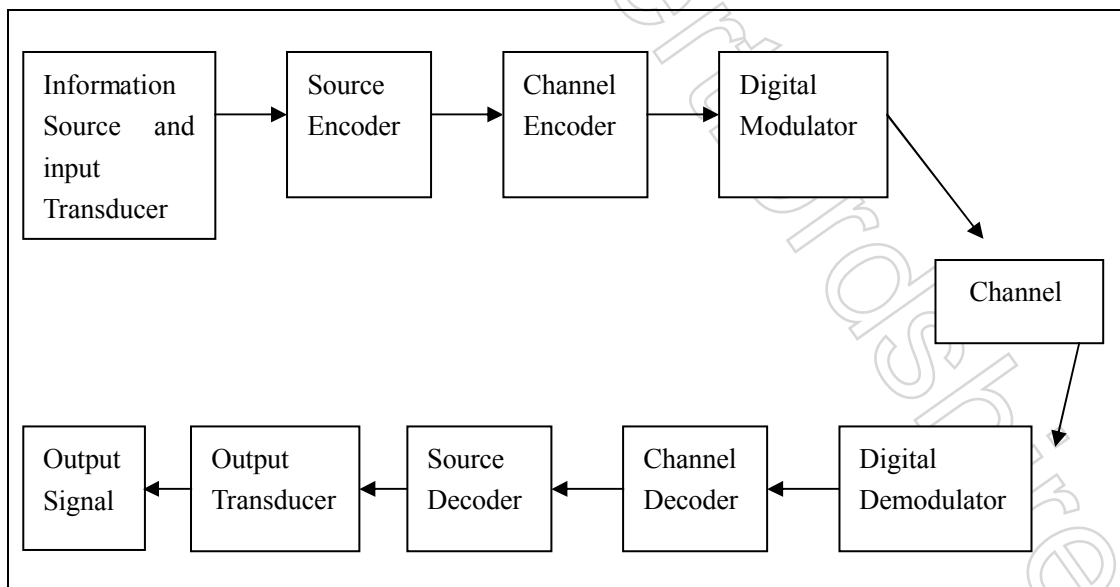 Information
Source and
input
Transducer
Source
Encoder
Channel
Encoder
Digital
Modulator
Channel
Digital
Demodulator
Channel
Decoder
Source
Decoder
Output
Transducer
Output
Signal